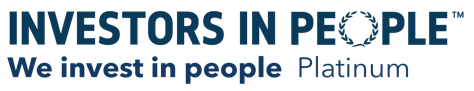 INVESTORS IN PEOPLE™
We invest in people Platinum